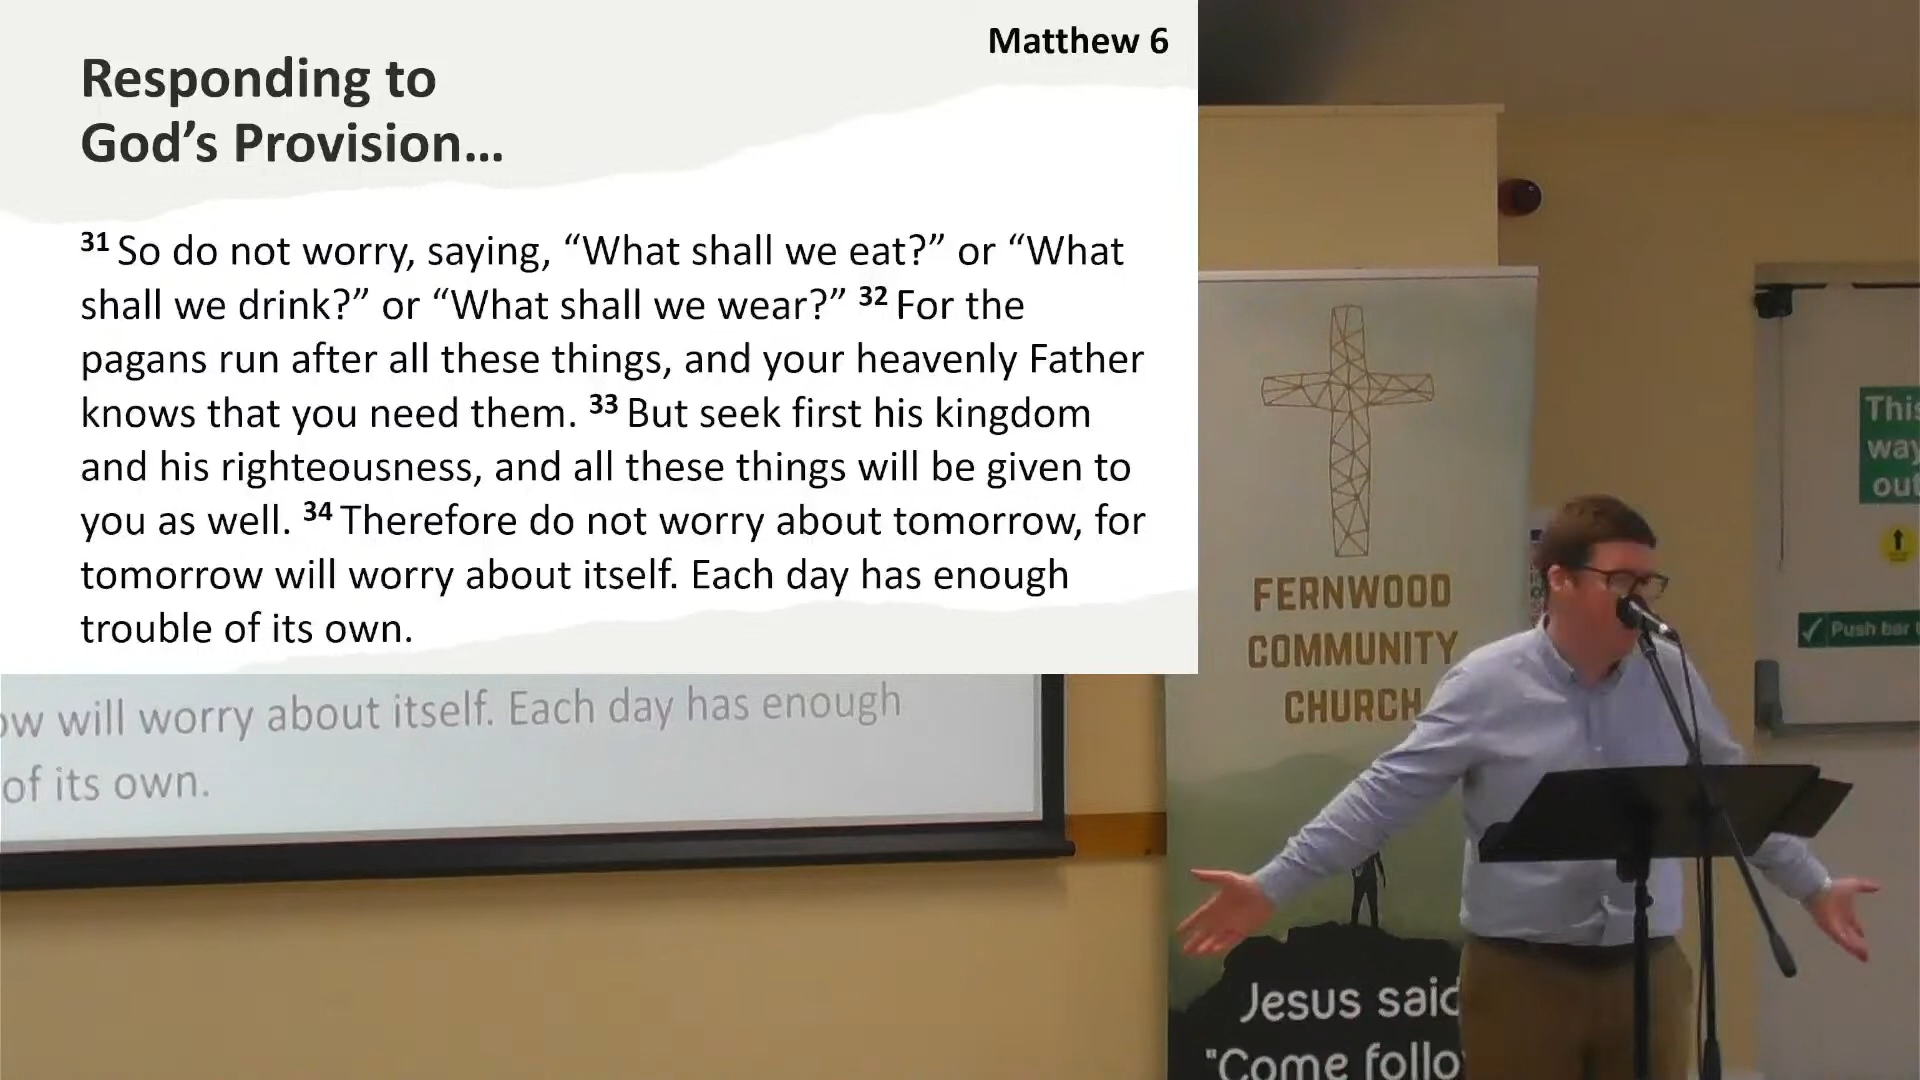 Matthew 6
Responding to
God’s Provision...
31 So do not worry, saying, “What shall we eat?” or “What
shall we drink?” or “What shall we wear?” 32 For the
pagans run after all these things, and your heavenly Father
knows that you need them. 33 But seek first his kingdom
and his righteousness, and all these things will be given to
you as well. 34 Therefore do not worry about tomorrow, for
tomorrow will worry about itself. Each day has enough
trouble of its own.
ow will worry about itself. Each day has enough
of its own.
FERNWOOD
COMMUNITY
CHURCH
Jesus said
"Come follo
This
way
out
Push bar t